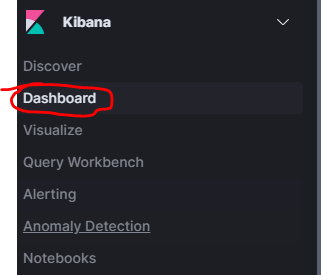 Kibana
Discover
Dashboard
Visualize
Query Workbench
Alerting
Anomaly Detection
Notebooks